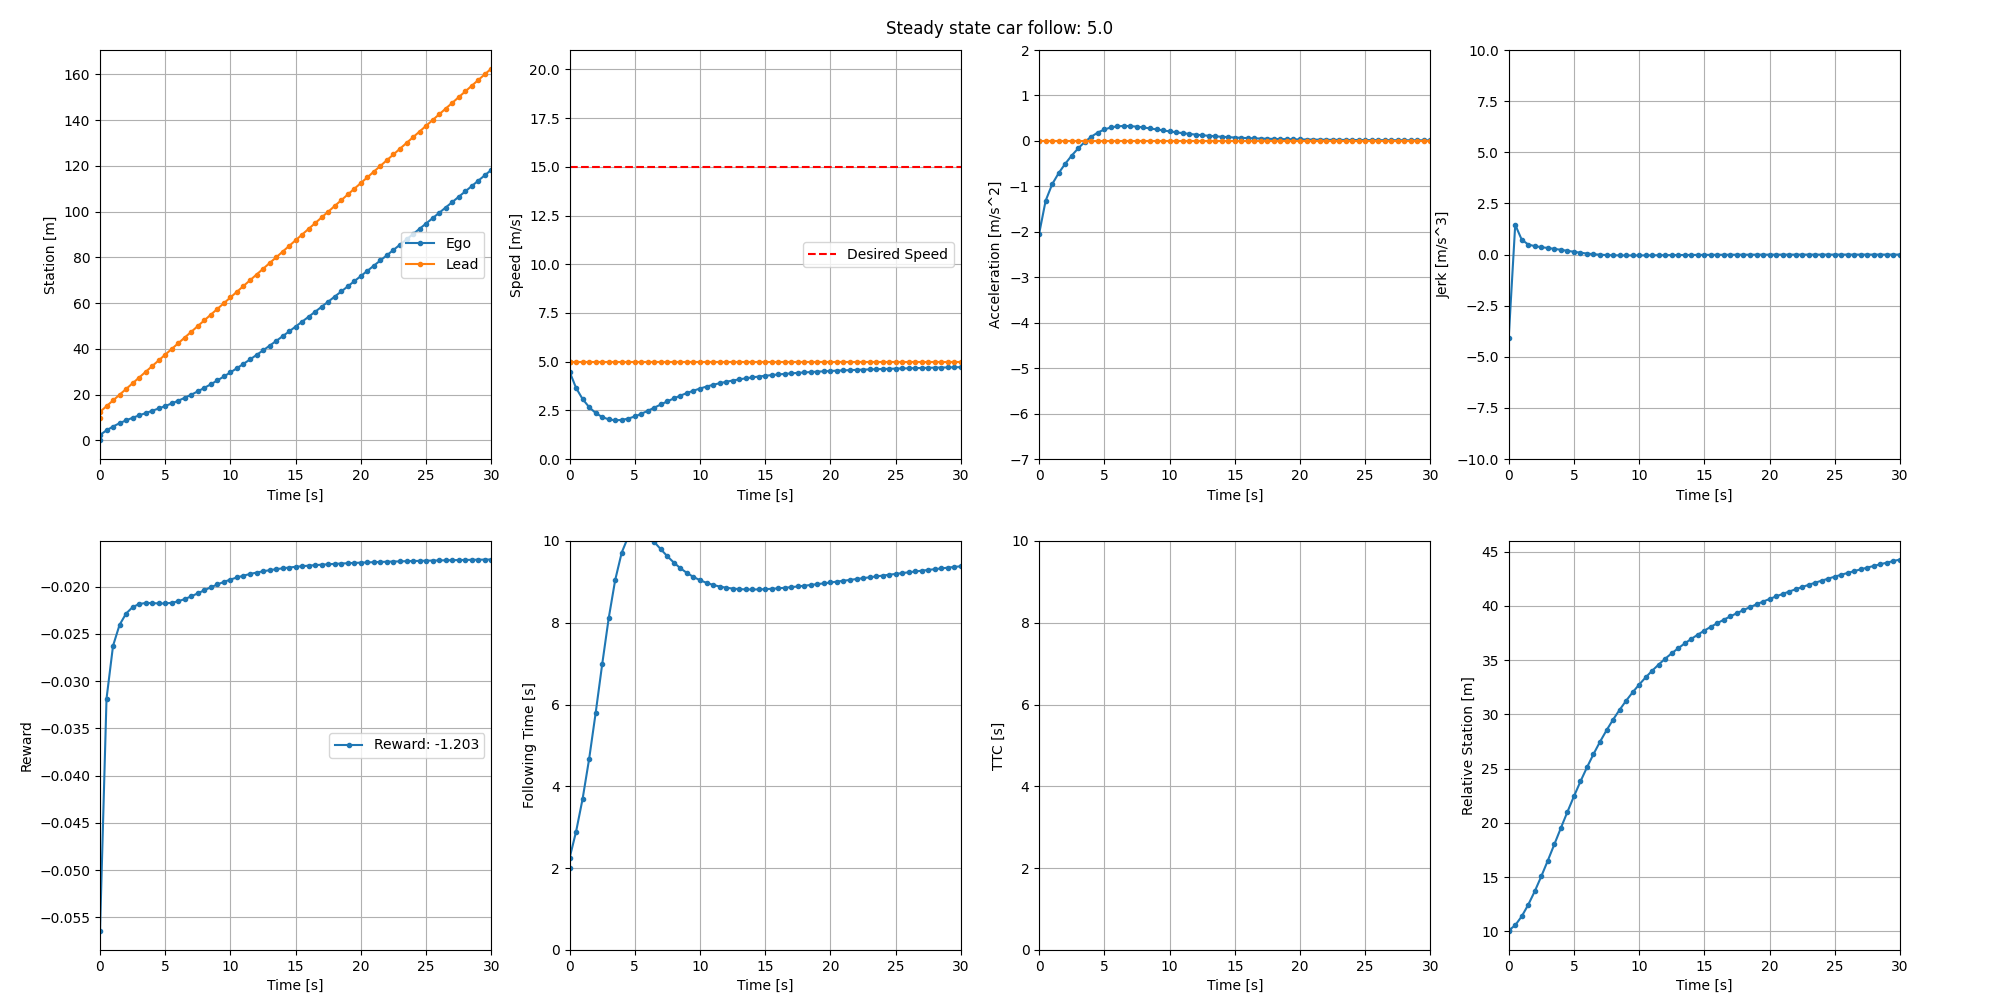 Steady state car follow: 5.0
160
140
120
100
80
60
40
20
0
Station [m]
Ego
Lead
0 5 10 15 20 25 30
Time [s]
20.0
17.5
15.0
12.5
10.0
7.5
5.0
2.5
0.0
Speed [m/s]
Desired Speed
0 5 10 15 20 25 30
Time [s]
2
1
0
−1
−2
−3
−4
−5
−6
−7
Acceleration [m/s^2]
0 5 10 15 20 25 30
Time [s]
10.0
7.5
5.0
2.5
0.0
−2.5
−5.0
−7.5
−10.0
Jerk [m/s^3]
0 5 10 15 20 25 30
Time [s]
−0.020
−0.025
−0.030
−0.035
−0.040
−0.045
−0.050
−0.055
Reward
Reward: -1.203
0 5 10 15 20 25 30
Time [s]
10
8
6
4
2
0
Following Time [s]
0 5 10 15 20 25 30
Time [s]
10
8
6
4
2
0
TTC [s]
0 5 10 15 20 25 30
Time [s]
45
40
35
30
25
20
15
10
Relative Station [m]
0 5 10 15 20 25 30
Time [s]